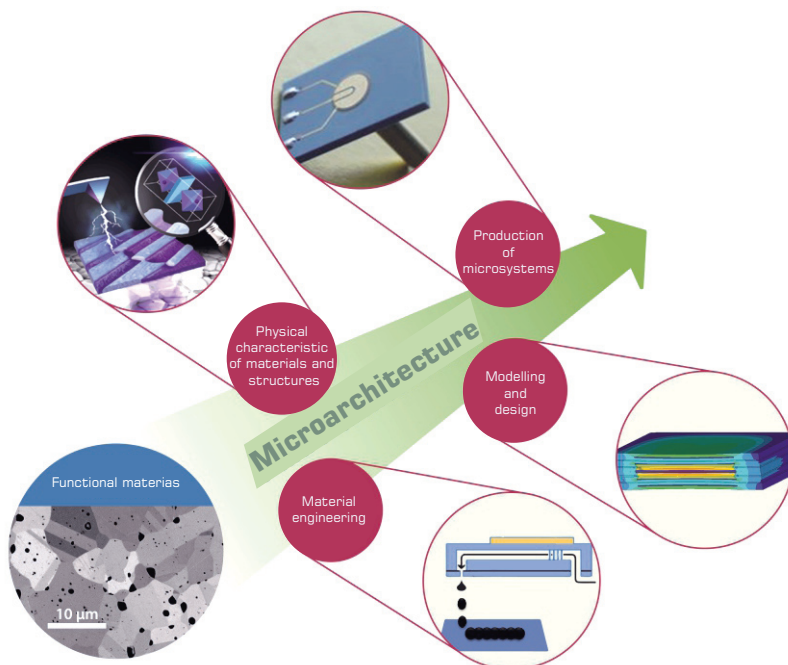 Production
of
microsystems
Physical
characteristic
of materials and
structures
Microarchitecture
Modelling
and
design
Functional materias
Material
engineering
10 µm